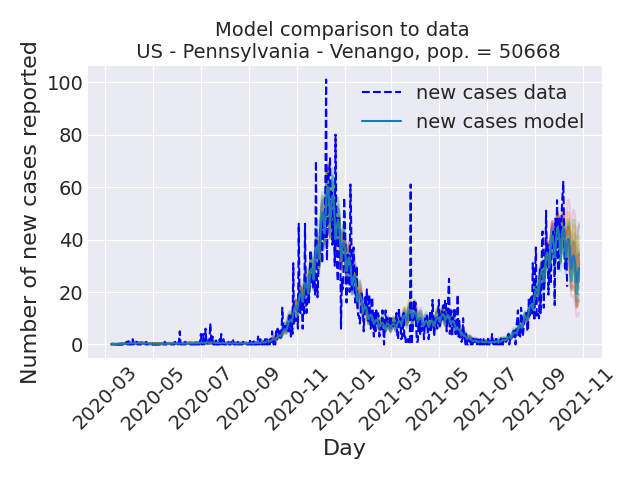 Model comparison to data
US - Pennsylvania - Venango, pop. = 50668
Number of new cases reported
100
80
60
40
20
0
new cases data
new cases model
2020-03
2020-05
2020-07
2020-09
2020-11
2021-01
2021-03
2021-05
2021-07
2021-09
2021-11
Day